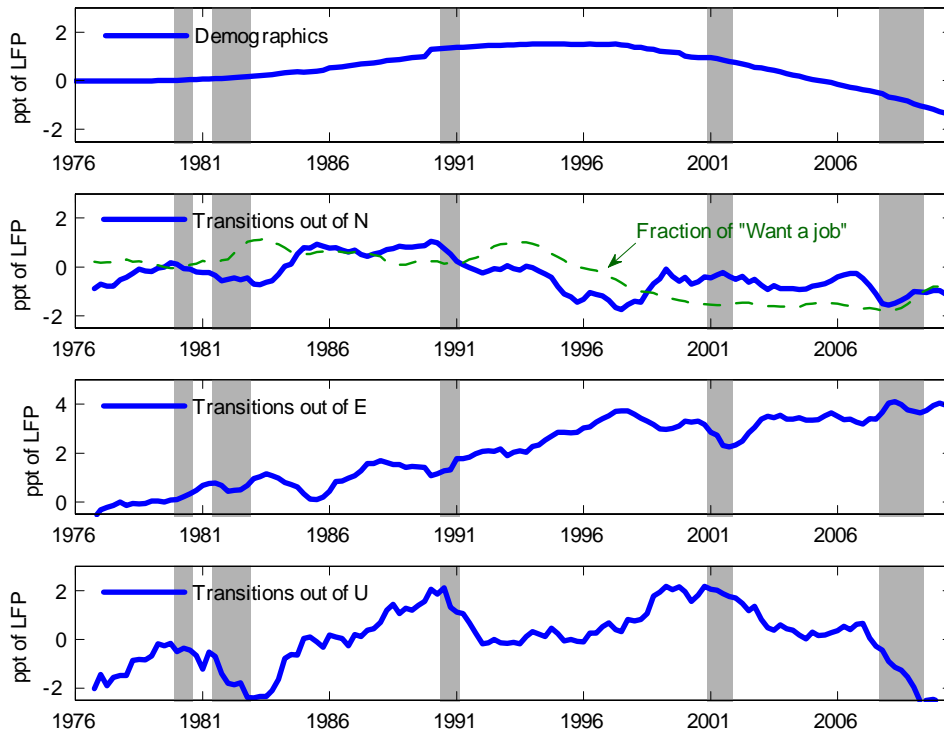 ppt of LFP
2
0
-2
Demographics
1976 1981 1986 1991 1996 2001 2006
ppt of LFP
2
0
-2
Transitions out of N
Fraction of "Want a job"
1976 1981 1986 1991 1996 2001 2006
ppt of LFP
4
2
0
Transitions out of E
1976 1981 1986 1991 1996 2001 2006
ppt of LFP
2
0
-2
Transitions out of U
1976 1981 1986 1991 1996 2001 2006